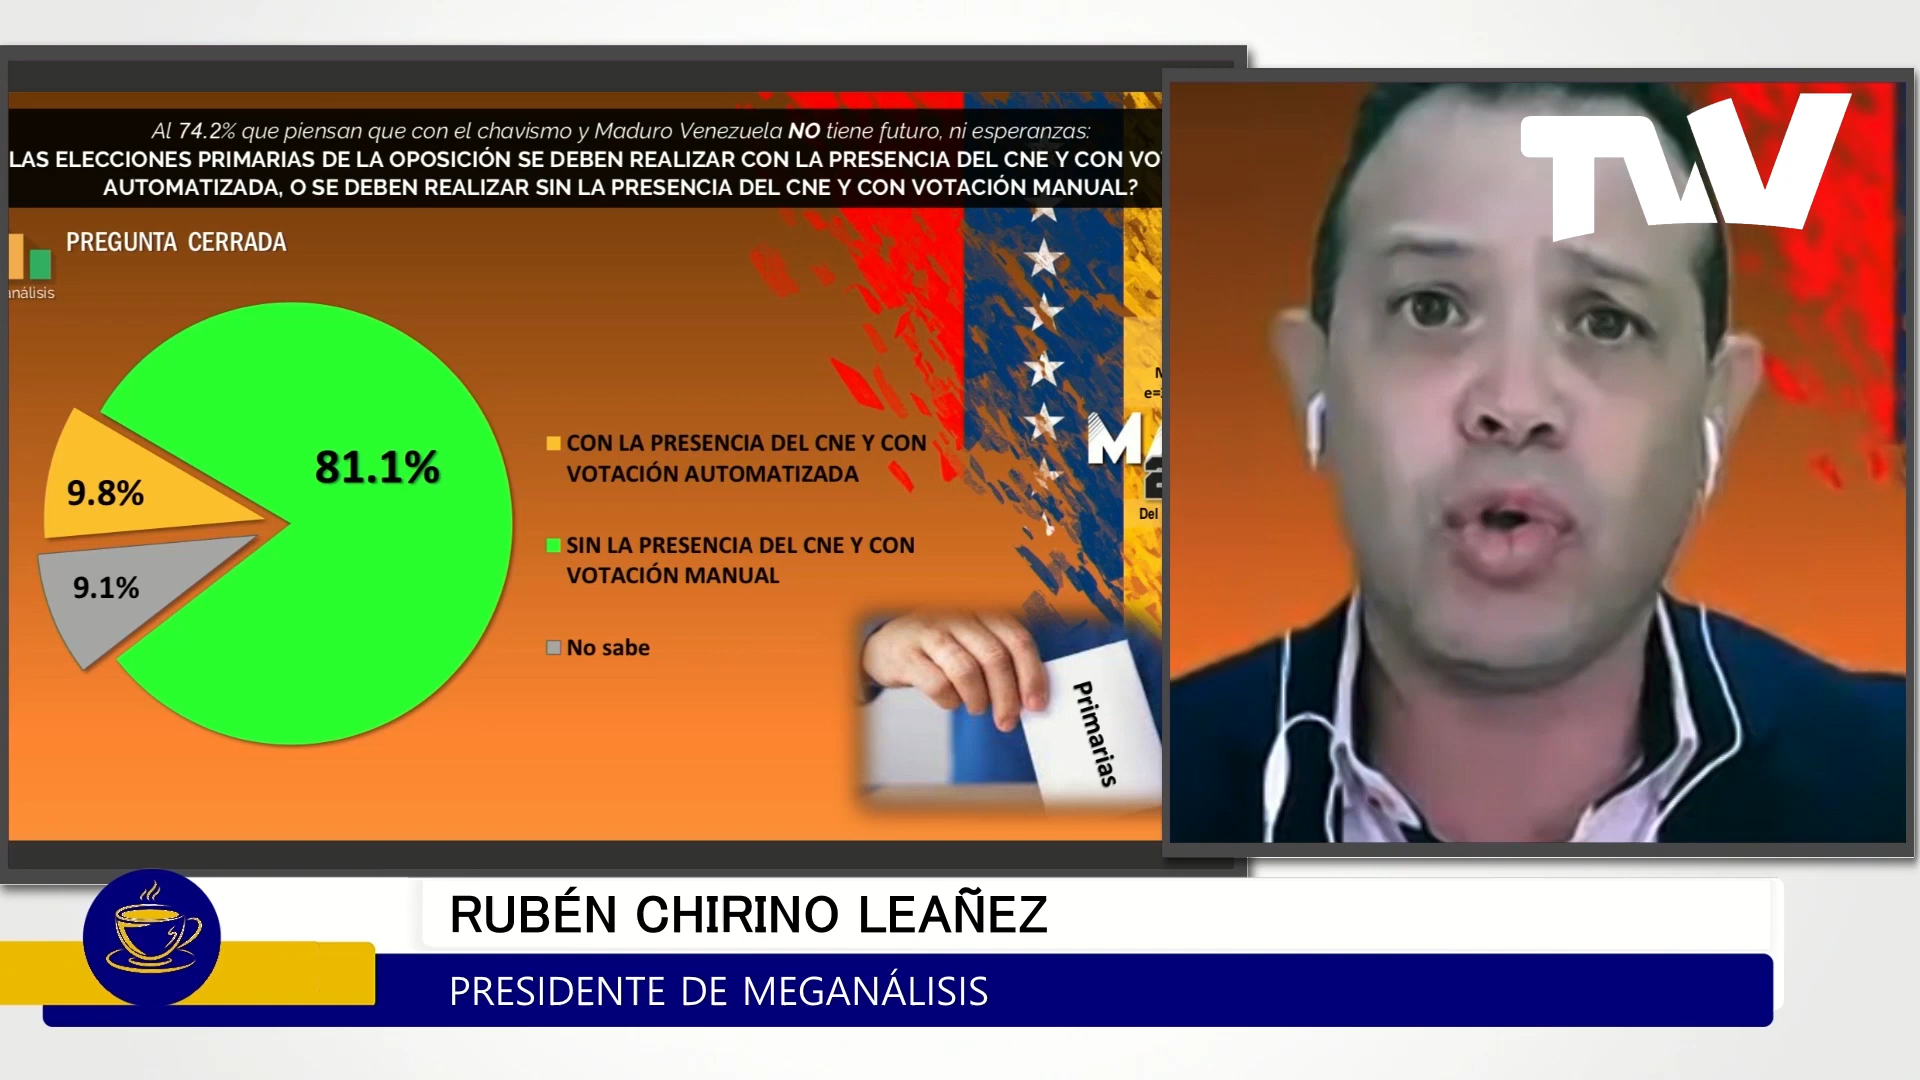 Al 74.2% que piensan que con el chavismo y Maduro Venezuela NO tiene futuro, ni esperanzas:
LAS ELECCIONES PRIMARIAS DE LA OPOSICIÓN SE DEBEN REALIZAR CON LA PRESENCIA DEL CNE Y CON
AUTOMATIZADA, O SE DEBEN REALIZAR SIN LA PRESENCIA DEL CNE Y CON VOTACIÓN MANUAL?
PREGUNTA CERRADA
81.1%
9.8%
9.1%
CON LA PRESENCIA DEL CNE Y CON
VOTACIÓN AUTOMATIZADA
SIN LA PRESENCIA DEL CNE Y CON
VOTACIÓN MANUAL
No sabe
Del
Primarias
TVV
RUBÉN CHIRINO LEAÑEZ
PRESIDENTE DE MEGANÁLISIS